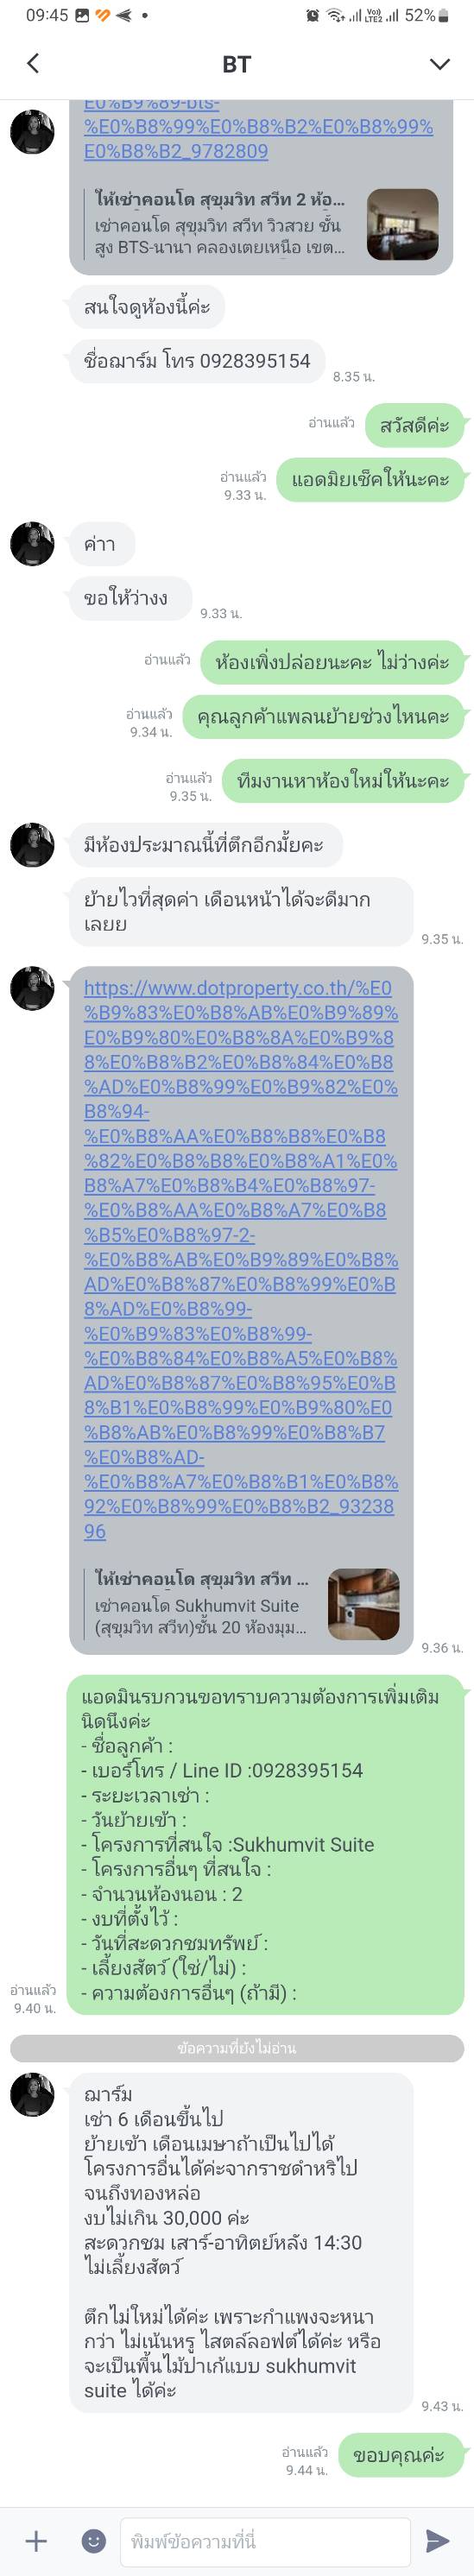 09:45
Vo))
LTE2
52%
BT
E0%B9%89-bts-
%E0%B8%99%E0%B8%B2%E0%B8%99%
E0%B8%B2_9782809
ให้เช่าคอนโด สุขุมวิท สวีท 2 ห้อ...
เช่าคอนโด สุขุมวิท สวีท วิวสวย ชั้น
สูง BTS-นานา คลองเตยเหนือ เขต...
สนใจดูห้องนี้ค่ะ
ชื่อฌาร์ม โทร 0928395154
8.35 น.
อ่านแล้ว
สวัสดีค่ะ
อ่านแล้ว
9.33 น.
แอดมิยเช็คให้นะคะ
ค่าา
ขอให้ว่างง
9.33 น.
อ่านแล้ว
ห้องเพิ่งปล่อยนะคะ ไม่ว่างค่ะ
อ่านแล้ว
9.34 น.
คุณลูกค้าแพลนย้ายช่วงไหนคะ
อ่านแล้ว
9.35 น.
ทีมงานหาห้องใหม่ให้นะคะ
มีห้องประมาณนี้ที่ตึกอีกมั้ยคะ
ย้ายไวที่สุดค่า เดือนหน้าได้จะดีมาก
เลยย
9.35 น.
https://www.dotproperty.co.th/%E0
%B9%83%E0%B8%AB%E0%B9%89%
E0%B9%80%E0%B8%8A%E0%B9%8
8%E0%B8%B2%E0%B8%84%E0%B8
%AD%E0%B8%99%E0%B9%82%E0%
B8%94-
%E0%B8%AA%E0%B8%B8%E0%B8
%82%E0%B8%B8%E0%B8%A1%E0%
B8%A7%E0%B8%B4%E0%B8%97-
%E0%B8%AA%E0%B8%A7%E0%B8
%B5%E0%B8%97-2-
%E0%B8%AB%E0%B9%89%E0%B8%
AD%E0%B8%87%E0%B8%99%E0%B
8%AD%E0%B8%99-
%E0%B9%83%E0%B8%99-
%E0%B8%84%E0%B8%A5%E0%B8%
AD%E0%B8%87%E0%B8%95%E0%B
8%B1%E0%B8%99%E0%B9%80%E0
%B8%AB%E0%B8%99%E0%B8%B7
%E0%B8%AD-
%E0%B8%A7%E0%B8%B1%E0%B8%
92%E0%B8%99%E0%B8%B2_93238
96
ให้เช่าคอนโด สุขุมวิท สวีท ...
เช่าคอนโด Sukhumvit Suite
(สุขุมวิท สวีท)ชั้น 20 ห้องมุม...
9.36 น.
แอดมินรบกวนขอทราบความต้องการเพิ่มเติม
นิดนึงค่ะ
- ชื่อลูกค้า :
- เบอร์โทร / Line ID :0928395154
- ระยะเวลาเช่า :
- วันย้ายเข้า :
- โครงการที่สนใจ :Sukhumvit Suite
- โครงการอื่นๆ ที่สนใจ :
- จำนวนห้องนอน : 2
- งบที่ตั้งไว้ :
- วันที่สะดวกชมทรัพย์ :
- เลี้ยงสัตว์ (ใช่/ไม่) :
- ความต้องการอื่นๆ (ถ้ามี) :
อ่านแล้ว
9.40 น.
ข้อความที่ยังไม่อ่าน
ฌาร์ม
เช่า 6 เดือนขึ้นไป
ย้ายเข้า เดือนเมษาถ้าเป็นไปได้
โครงการอื่นได้ค่ะจากราชดำหริไป
จนถึงทองหล่อ
งบไม่เกิน 30,000 ค่ะ
สะดวกชม เสาร์-อาทิตย์หลัง 14:30
ไม่เลี้ยงสัตว์
ตึกไม่ใหม่ได้ค่ะ เพราะกำแพงจะหนา
กว่า ไม่เน้นหรู ไสตล์ลอฟต์ได้ค่ะ หรือ
จะเป็นพื้นไม้ปาเก้แบบ sukhumvit
suite ได้ค่ะ
9.43 น.
อ่านแล้ว
9.44 น.
ขอบคุณค่ะ
พิมพ์ข้อความที่นี่